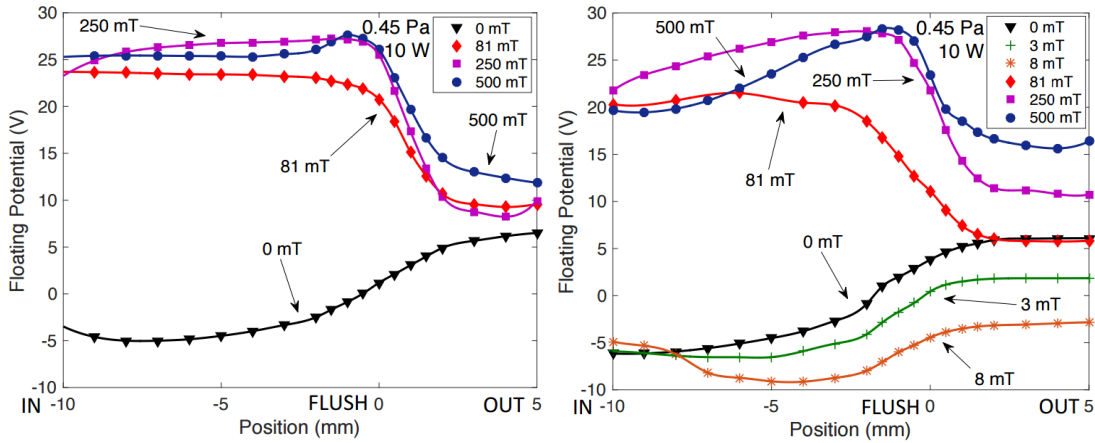 250 mT
0.45 Pa
10 W
0 mT
81 mT
250 mT
500 mT
500 mT
81 mT
0 mT
Floating Potential (V)
30
25
20
15
10
5
0
-5
-10
-10
-5
0
5
IN
FLUSH
OUT
Position (mm)
500 mT
0.45 Pa
10 W
0 mT
3 mT
8 mT
81 mT
250 mT
500 mT
250 mT
81 mT
0 mT
3 mT
8 mT
Floating Potential (V)
30
25
20
15
10
5
0
-5
-10
-10
-5
0
5
IN
FLUSH
OUT
Position (mm)